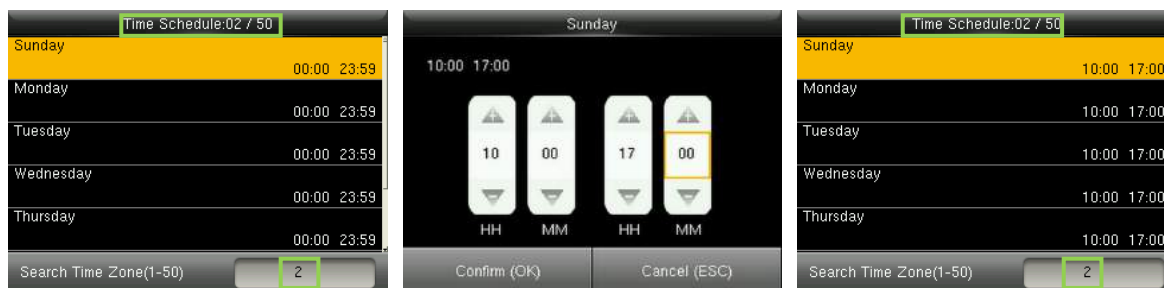 Time Schedule:02 / 50
Sunday
00:00 23:59
Monday
00:00 23:59
Tuesday
00:00 23:59
Wednesday
00:00 23:59
Thursday
00:00 23:59
Search Time Zone(1-50) 2
Sunday
10:00 17:00
10 00 17 00
HH MM HH MM
Confirm (OK) Cancel (ESC)
Time Schedule:02 / 50
Sunday
10:00 17:00
Monday
10:00 17:00
Tuesday
10:00 17:00
Wednesday
10:00 17:00
Thursday
10:00 17:00
Search Time Zone(1-50) 2